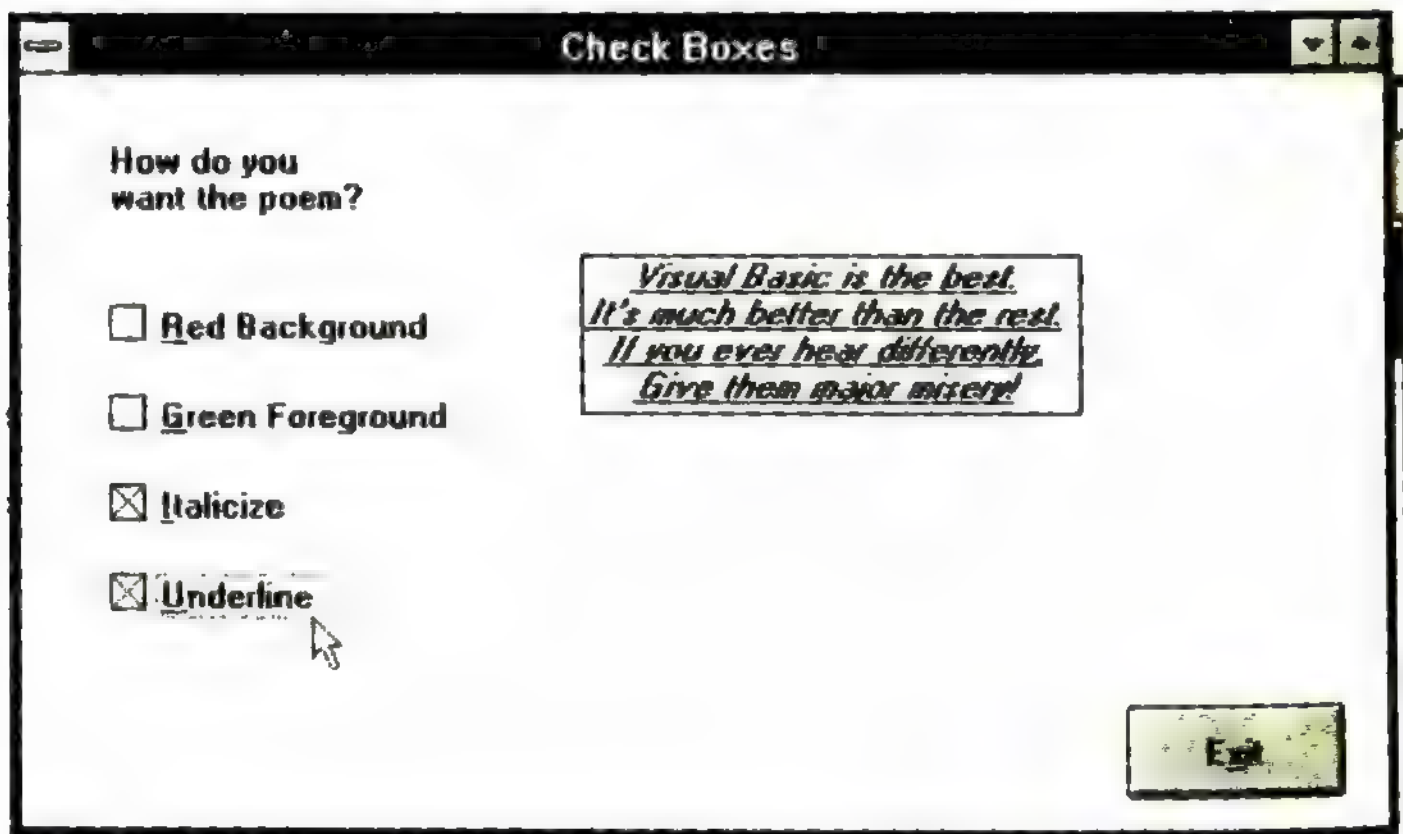 Check Boxes
How do you
want the poem?
Red Background
Green Foreground
Italicize
Underline
Visual Basic is the best.
It's much better than the rest.
If you ever hear differently,
Give them major misery!
Exit